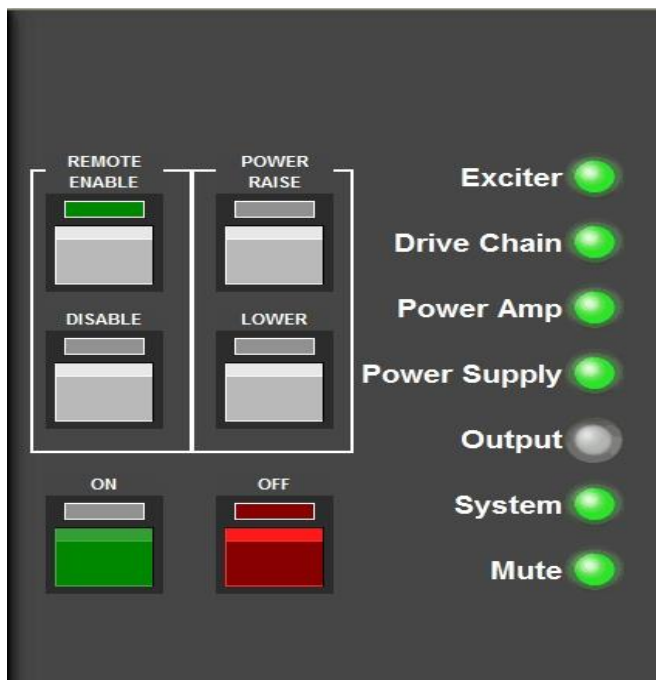 REMOTE
ENABLE
POWER
RAISE
DISABLE
LOWER
ON
OFF
Exciter
Drive Chain
Power Amp
Power Supply
Output
System
Mute